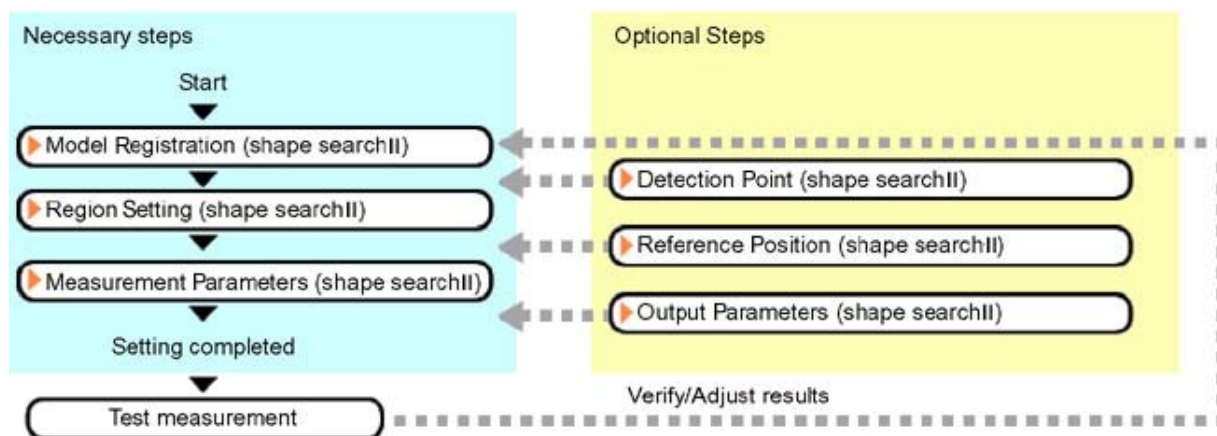 Necessary steps
Start
Model Registration (shape searchII)
Region Setting (shape searchII)
Measurement Parameters (shape searchII)
Setting completed
Test measurement
Optional Steps
Detection Point (shape searchII)
Reference Position (shape searchII)
Output Parameters (shape searchII)
Verify/Adjust results